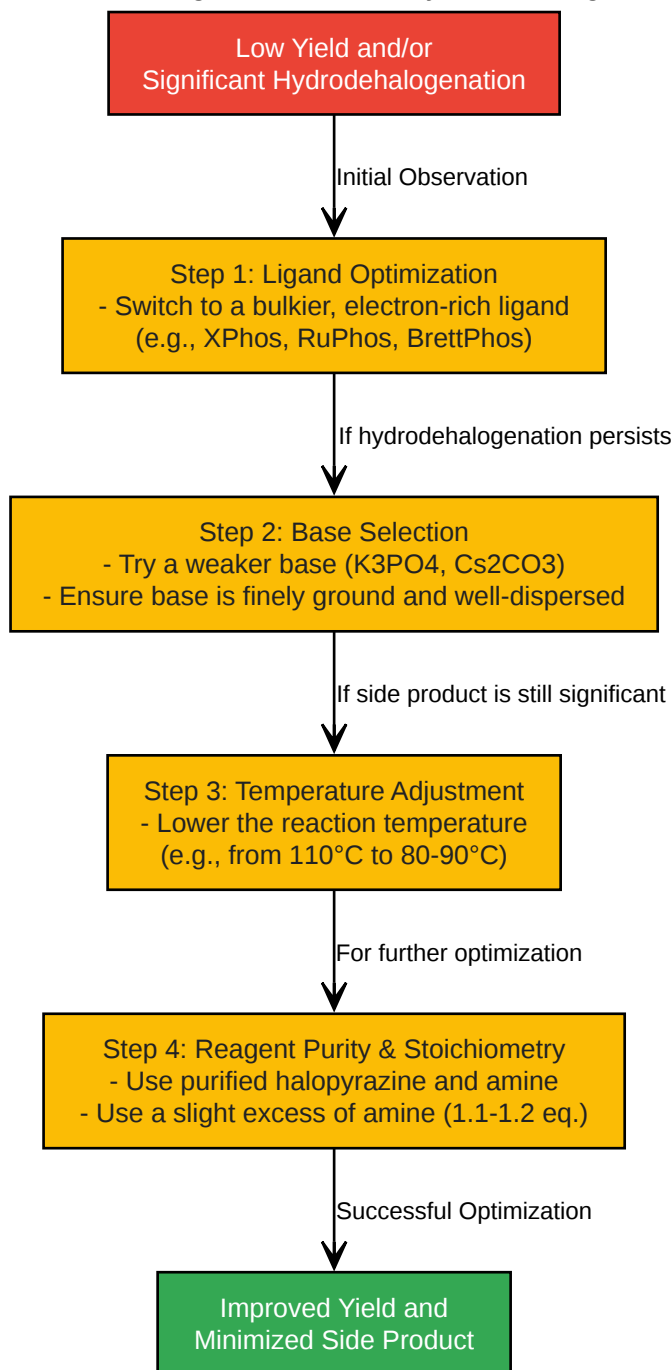 Low Yield and/or
Significant Hydrodehalogenation
Initial Observation
Step 1: Ligand Optimization
- Switch to a bulkier, electron-rich ligand
(e.g., XPhos, RuPhos, BrettPhos)
If hydrodehalogenation persists
Step 2: Base Selection
- Try a weaker base (K3PO4, Cs2CO3)
- Ensure base is finely ground and well-dispersed
If side product is still significant
Step 3: Temperature Adjustment
- Lower the reaction temperature
(e.g., from 110°C to 80-90°C)
For further optimization
Step 4: Reagent Purity & Stoichiometry
- Use purified halopyrazine and amine
- Use a slight excess of amine (1.1-1.2 eq.)
Successful Optimization
Improved Yield and
Minimized Side Product